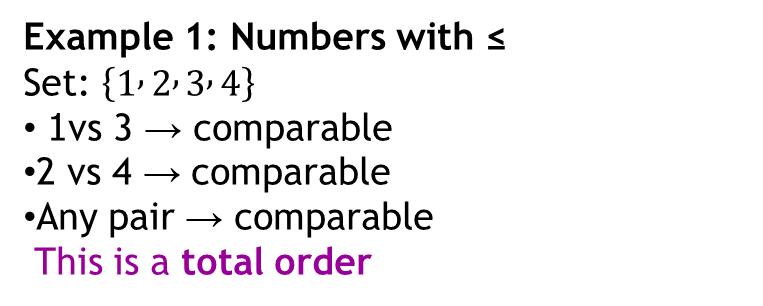 Example 1: Numbers with ≤
Set: {1, 2, 3, 4}
• 1vs 3 → comparable
•2 vs 4 → comparable
•Any pair → comparable
This is a total order